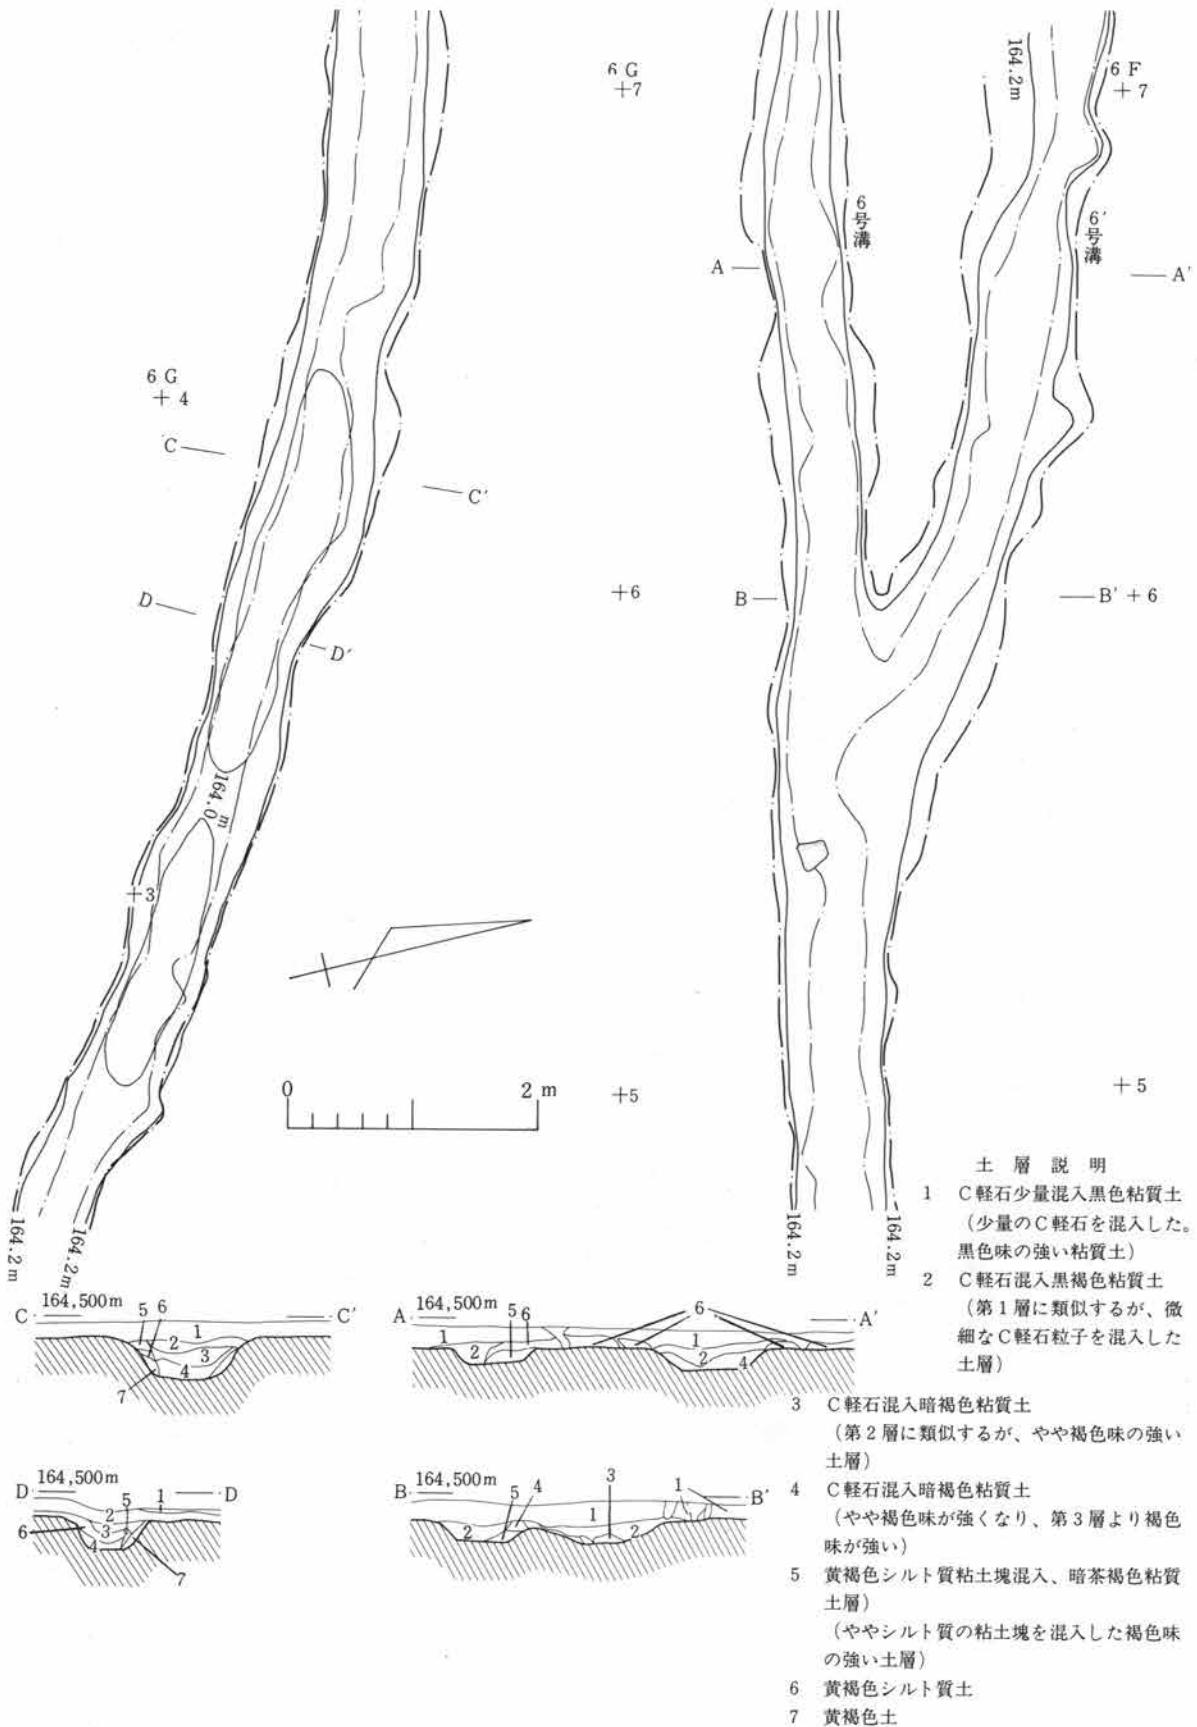 6 G
+7
164.2m
6 F
+ 7
6号溝
6'号溝
A
A'
6 G
+ 4
C
C'
D
D'
+6
B
B' + 6
164.0m
+3
0
2 m
+5
+5
164.2m
164.2m
164.2m
164.2m
土層説明
1 C軽石少量混入黒色粘質土
(少量のC軽石を混入した。
黒色味の強い粘質土)
2 C軽石混入黒褐色粘質土
(第1層に類似するが、微
細なC軽石粒子を混入した
土層)
3 C軽石混入暗褐色粘質土
(第2層に類似するが、やや褐色味の強い
土層)
4 C軽石混入暗褐色粘質土
(やや褐色味が強くなり、第3層より褐色
味が強い)
5 黄褐色シルト質粘土塊混入、暗茶褐色粘質
土層)
(ややシルト質の粘土塊を混入した褐色味
の強い土層)
6 黄褐色シルト質土
7 黄褐色土
C 164,500m C'
5 6 1
2
3
4
7
A 164,500m 5 6 6 A'
1 2 1
2 4
D 164,500m 5 1 D
2
6 3
4
7
B 164,500m 5 4 3 1 B'
2 1 2